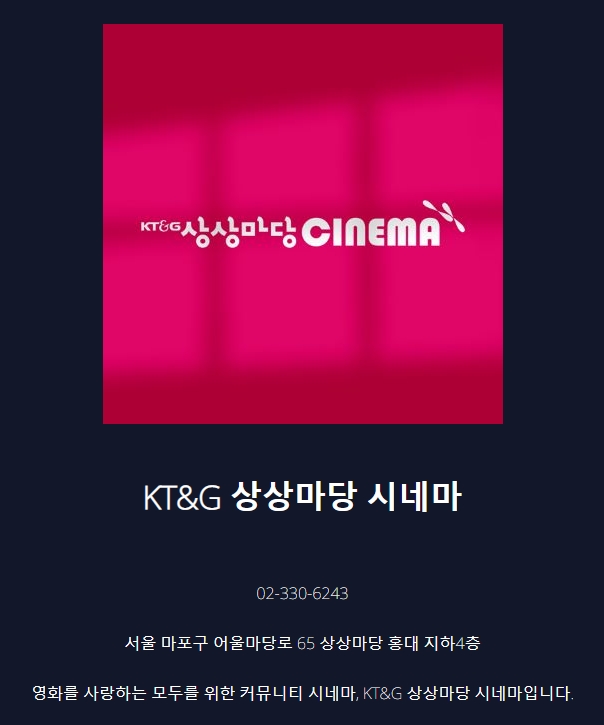 KT&G상상마당 CINEMA
KT&G 상상마당 시네마
02-330-6243
서울 마포구 어울마당로 65 상상마당 홍대 지하4층
영화를 사랑하는 모두를 위한 커뮤니티 시네마, KT&G 상상마당 시네마입니다.